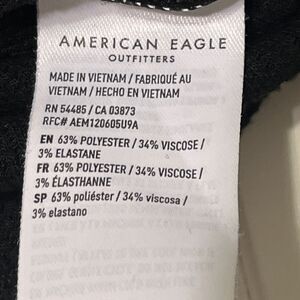 AMERICAN EAGLE
OUTFITTERS
MADE IN VIETNAM / FABRIQUÉ AU
VIETNAM / HECHO EN VIETNAM
RN 54485 / CA 03873
RFC# AEM120605U9A
EN 63% POLYESTER / 34% VISCOSE /
3% ELASTANE
FR 63% POLYESTER / 34% VISCOSE /
3% ÉLASTHANNE
SP 63% poliéster / 34% viscosa /
3% elastano